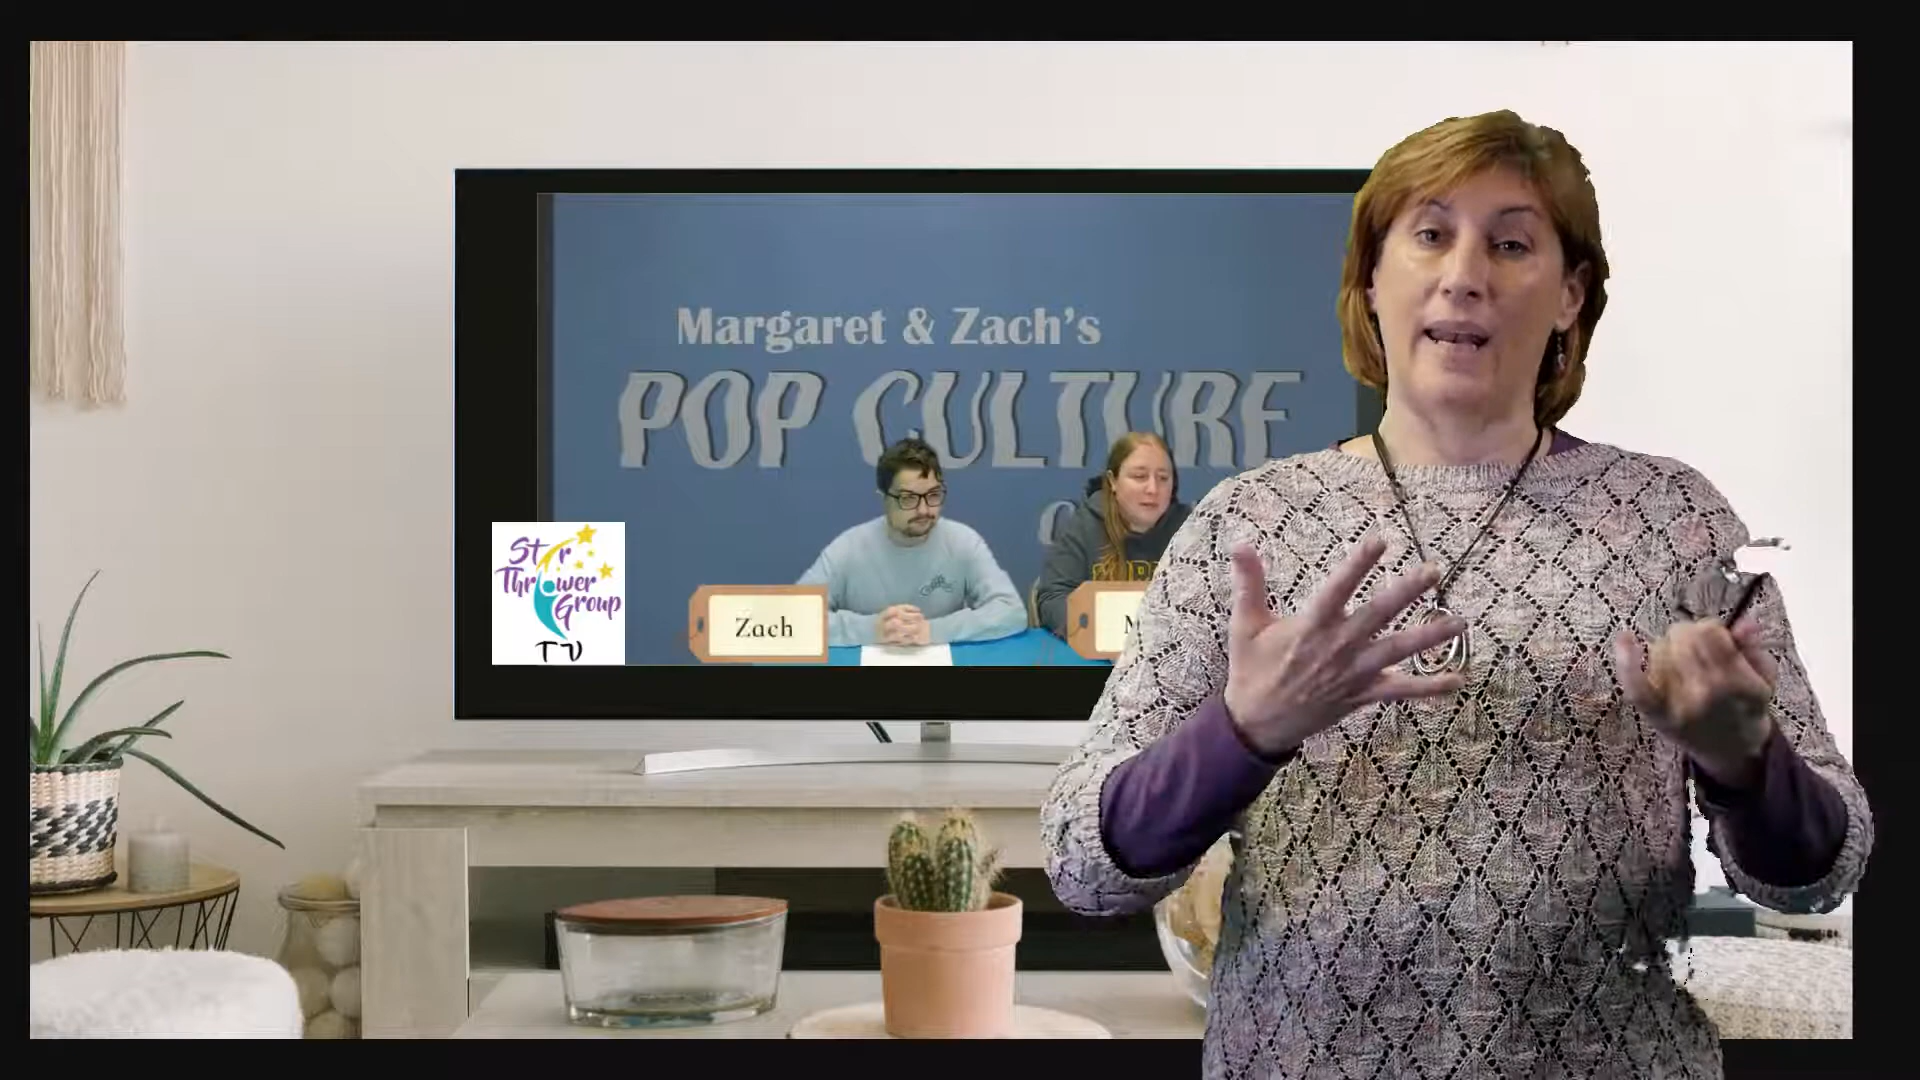 Margaret & Zach's
POP CULTURE
Star
Thrower
Group
TV
Zach